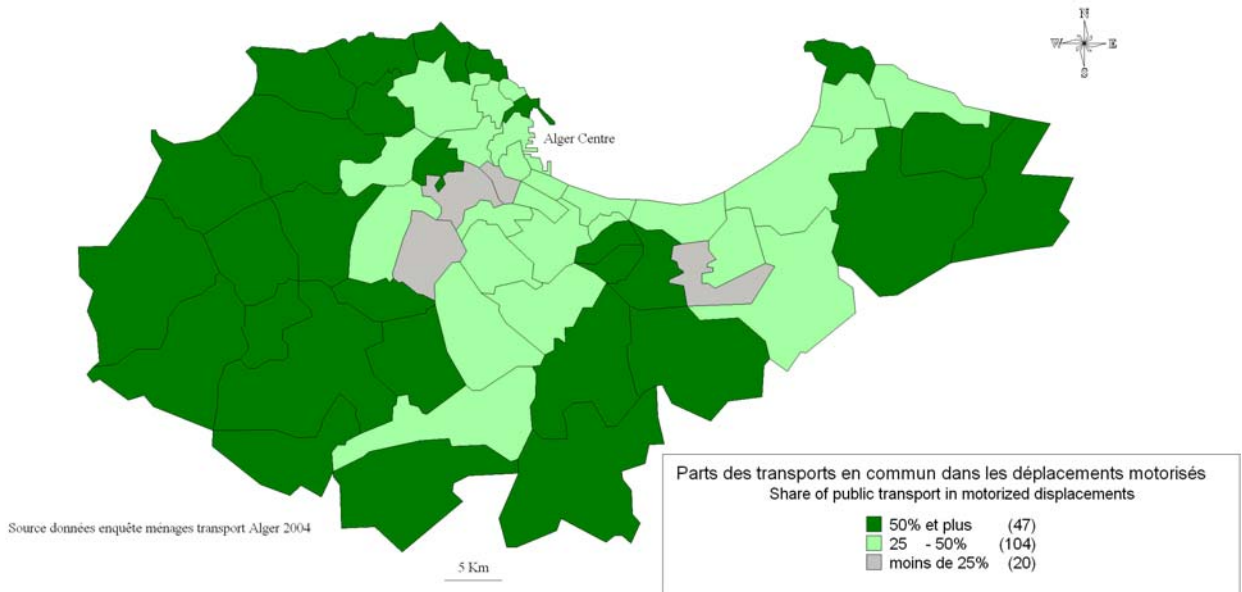 N
W E
S
Alger Centre
Parts des transports en commun dans les déplacements motorisés
Share of public transport in motorized displacements
50% et plus (47)
25 - 50% (104)
moins de 25% (20)
Source données enquête ménages transport Alger 2004
5 Km